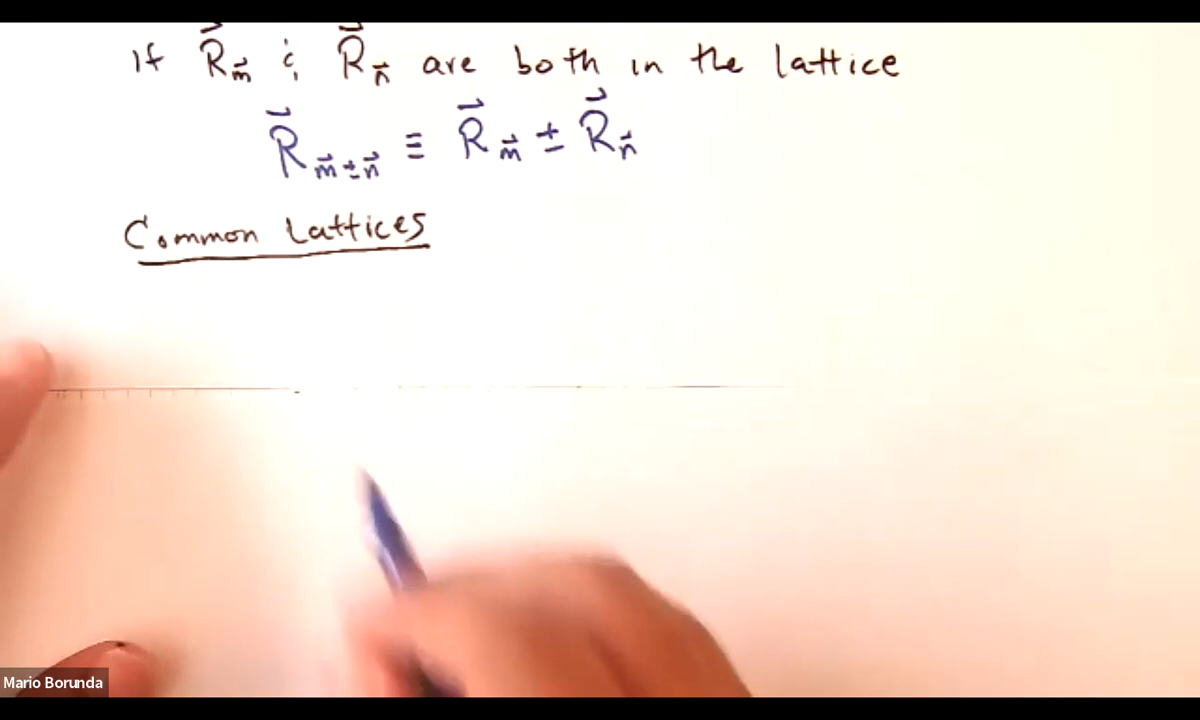 If R⃗m⃗ & R⃗n⃗ are both in the lattice
R⃗m⃗±n⃗ ≡ R⃗m⃗ ± R⃗n⃗
Common Lattices
Mario Borunda